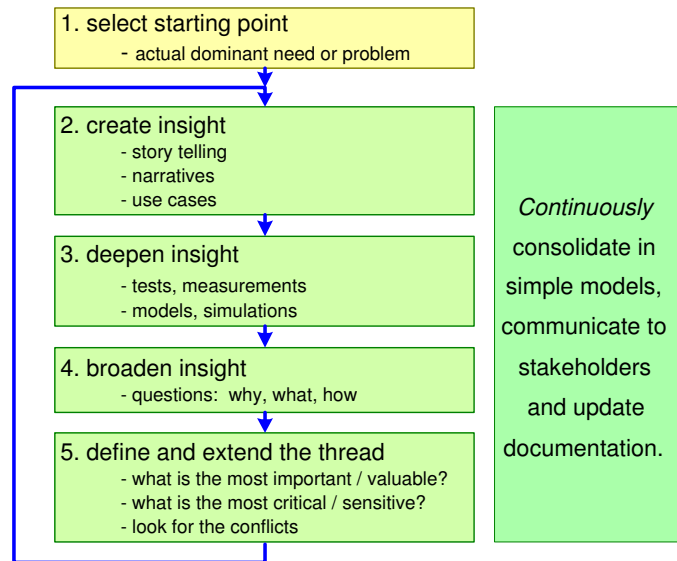 1. select starting point
- actual dominant need or problem
2. create insight
- story telling
- narratives
- use cases
3. deepen insight
- tests, measurements
- models, simulations
4. broaden insight
- questions:  why, what, how
5. define and extend the thread
- what is the most important / valuable?
- what is the most critical / sensitive?
- look for the conflicts
Continuously
consolidate in
simple models,
communicate to
stakeholders
and update
documentation.